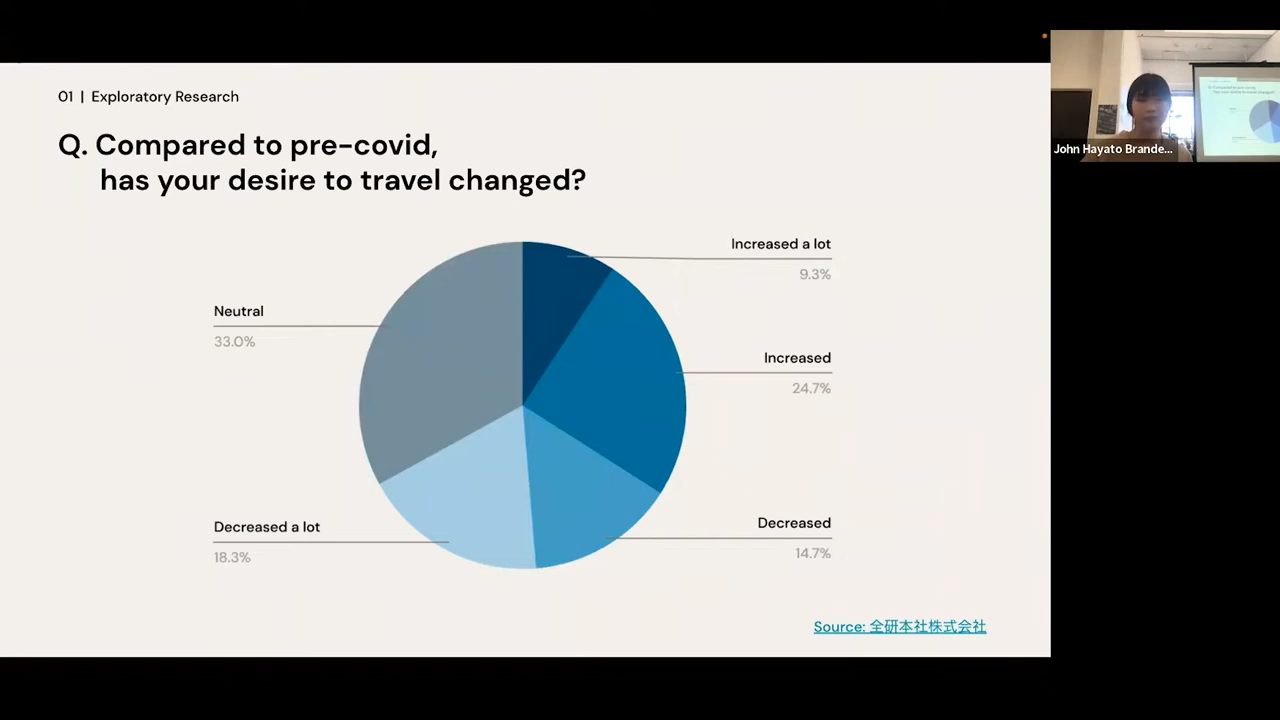 01 | Exploratory Research
Q. Compared to pre-covid,
has your desire to travel changed?
Increased a lot
9.3%
Neutral
33.0%
Increased
24.7%
Decreased a lot
18.3%
Decreased
14.7%
Source: 全研本社株式会社
John Hayato Brande...